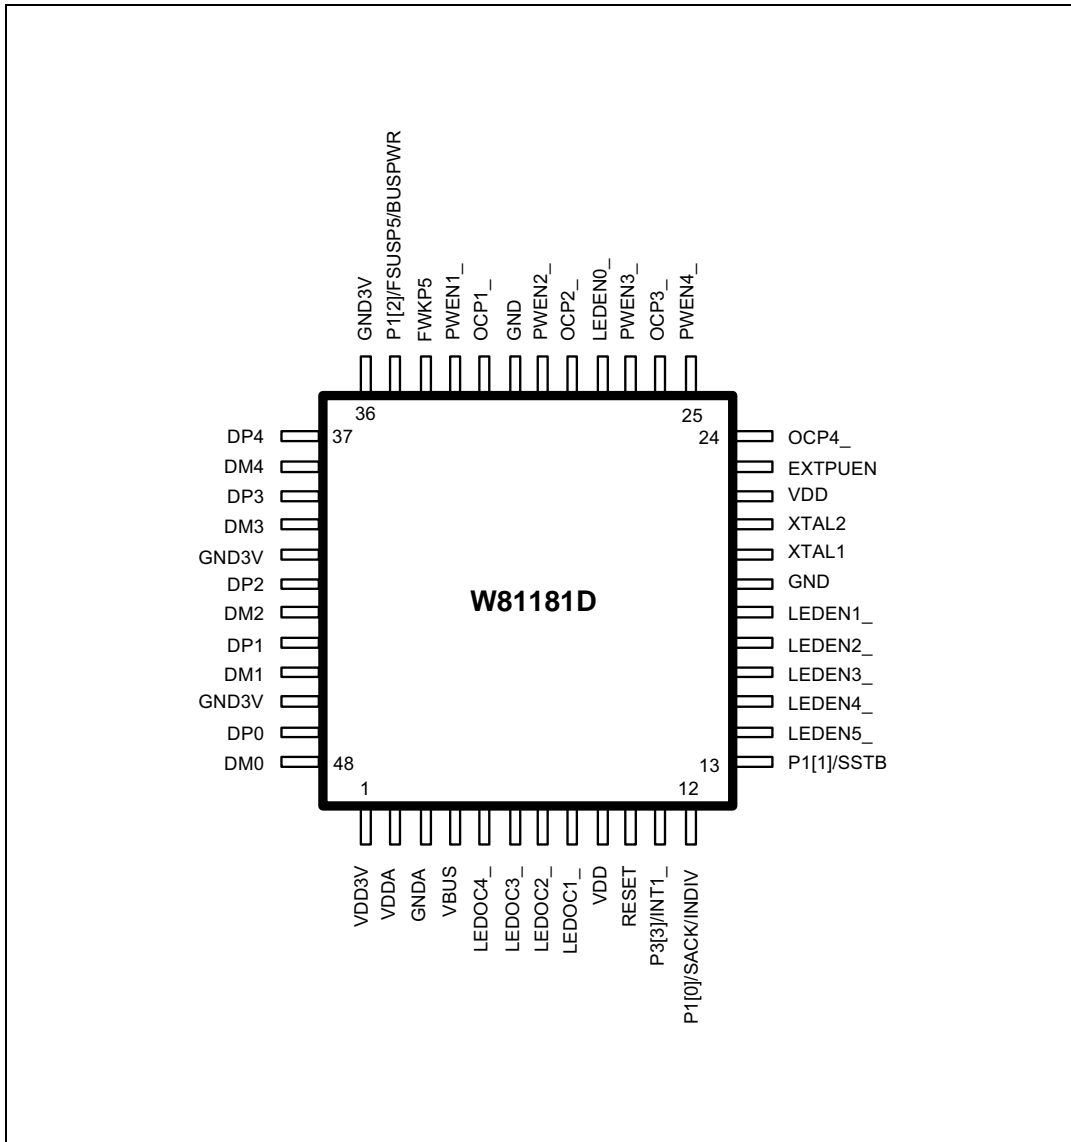 GND3V
P1[2]/FSUSP5/BUSPWR
FWKP5
PWEN1_
OCP1_
GND
PWEN2_
OCP2_
LEDEN0_
PWEN3_
OCP3_
PWEN4_
36
25
DP4
37
24
OCP4_
DM4
EXTPUEN
DP3
VDD
DM3
XTAL2
GND3V
XTAL1
DP2
GND
W81181D
DM2
LEDEN1_
DP1
LEDEN2_
DM1
LEDEN3_
GND3V
LEDEN4_
DP0
LEDEN5_
DM0
48
13
P1[1]/SSTB
1
12
VDD3V
VDDA
GNDA
VBUS
LEDOC4_
LEDOC3_
LEDOC2_
LEDOC1_
VDD
RESET
P3[3]/INT1_
P1[0]/SACK/INDIV